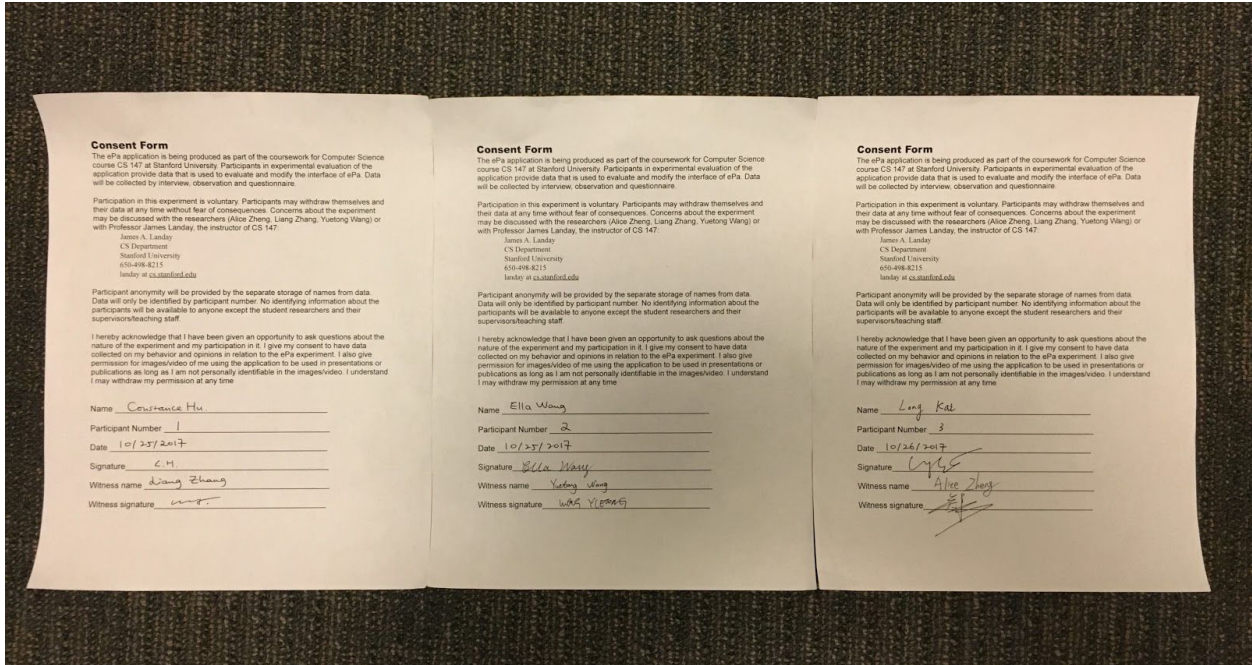 Consent Form
The ePa application is being produced as part of the coursework for Computer Science
course CS 147 at Stanford University. Participants in experimental evaluation of the
application provide data that is used to evaluate and modify the interface of ePa. Data
will be collected by interview, observation and questionnaire.
Participation in this experiment is voluntary. Participants may withdraw themselves and
their data at any time without fear of consequences. Concerns about the experiment
may be discussed with the researchers (Alice Zheng, Liang Zhang, Yuetong Wang) or
with Professor James Landay, the instructor of CS 147:
James A. Landay
CS Department
Stanford University
650-498-8215
landay at cs.stanford.edu
Participant anonymity will be provided by the separate storage of names from data.
Data will only be identified by participant number. No identifying information about the
participants will be available to anyone except the student researchers and their
supervisors/teaching staff.
I hereby acknowledge that I have been given an opportunity to ask questions about the
nature of the experiment and my participation in it. I give my consent to have data
collected on my behavior and opinions in relation to the ePa experiment. I also give
permission for images/video of me using the application to be used in presentations or
publications as long as I am not personally identifiable in the images/video. I understand
I may withdraw my permission at any time
Name Constance Hu
Participant Number 1
Date 10/25/2017
Signature C.H.
Witness name Liang Zhang
Witness signature
Consent Form
The ePa application is being produced as part of the coursework for Computer Science
course CS 147 at Stanford University. Participants in experimental evaluation of the
application provide data that is used to evaluate and modify the interface of ePa. Data
will be collected by interview, observation and questionnaire.
Participation in this experiment is voluntary. Participants may withdraw themselves and
their data at any time without fear of consequences. Concerns about the experiment
may be discussed with the researchers (Alice Zheng, Liang Zhang, Yuetong Wang) or
with Professor James Landay, the instructor of CS 147:
James A. Landay
CS Department
Stanford University
650-498-8215
landay at cs.stanford.edu
Participant anonymity will be provided by the separate storage of names from data.
Data will only be identified by participant number. No identifying information about the
participants will be available to anyone except the student researchers and their
supervisors/teaching staff.
I hereby acknowledge that I have been given an opportunity to ask questions about the
nature of the experiment and my participation in it. I give my consent to have data
collected on my behavior and opinions in relation to the ePa experiment. I also give
permission for images/video of me using the application to be used in presentations or
publications as long as I am not personally identifiable in the images/video. I understand
I may withdraw my permission at any time
Name Ella Wang
Participant Number 2
Date 10/25/2017
Signature Ella Wang
Witness name Yuetong Wang
Witness signature
Consent Form
The ePa application is being produced as part of the coursework for Computer Science
course CS 147 at Stanford University. Participants in experimental evaluation of the
application provide data that is used to evaluate and modify the interface of ePa. Data
will be collected by interview, observation and questionnaire.
Participation in this experiment is voluntary. Participants may withdraw themselves and
their data at any time without fear of consequences. Concerns about the experiment
may be discussed with the researchers (Alice Zheng, Liang Zhang, Yuetong Wang) or
with Professor James Landay, the instructor of CS 147:
James A. Landay
CS Department
Stanford University
650-498-8215
landay at cs.stanford.edu
Participant anonymity will be provided by the separate storage of names from data.
Data will only be identified by participant number. No identifying information about the
participants will be available to anyone except the student researchers and their
supervisors/teaching staff.
I hereby acknowledge that I have been given an opportunity to ask questions about the
nature of the experiment and my participation in it. I give my consent to have data
collected on my behavior and opinions in relation to the ePa experiment. I also give
permission for images/video of me using the application to be used in presentations or
publications as long as I am not personally identifiable in the images/video. I understand
I may withdraw my permission at any time
Name Long
Participant Number 3
Date 10/26/2017
Signature
Witness name Alice Zheng
Witness signature